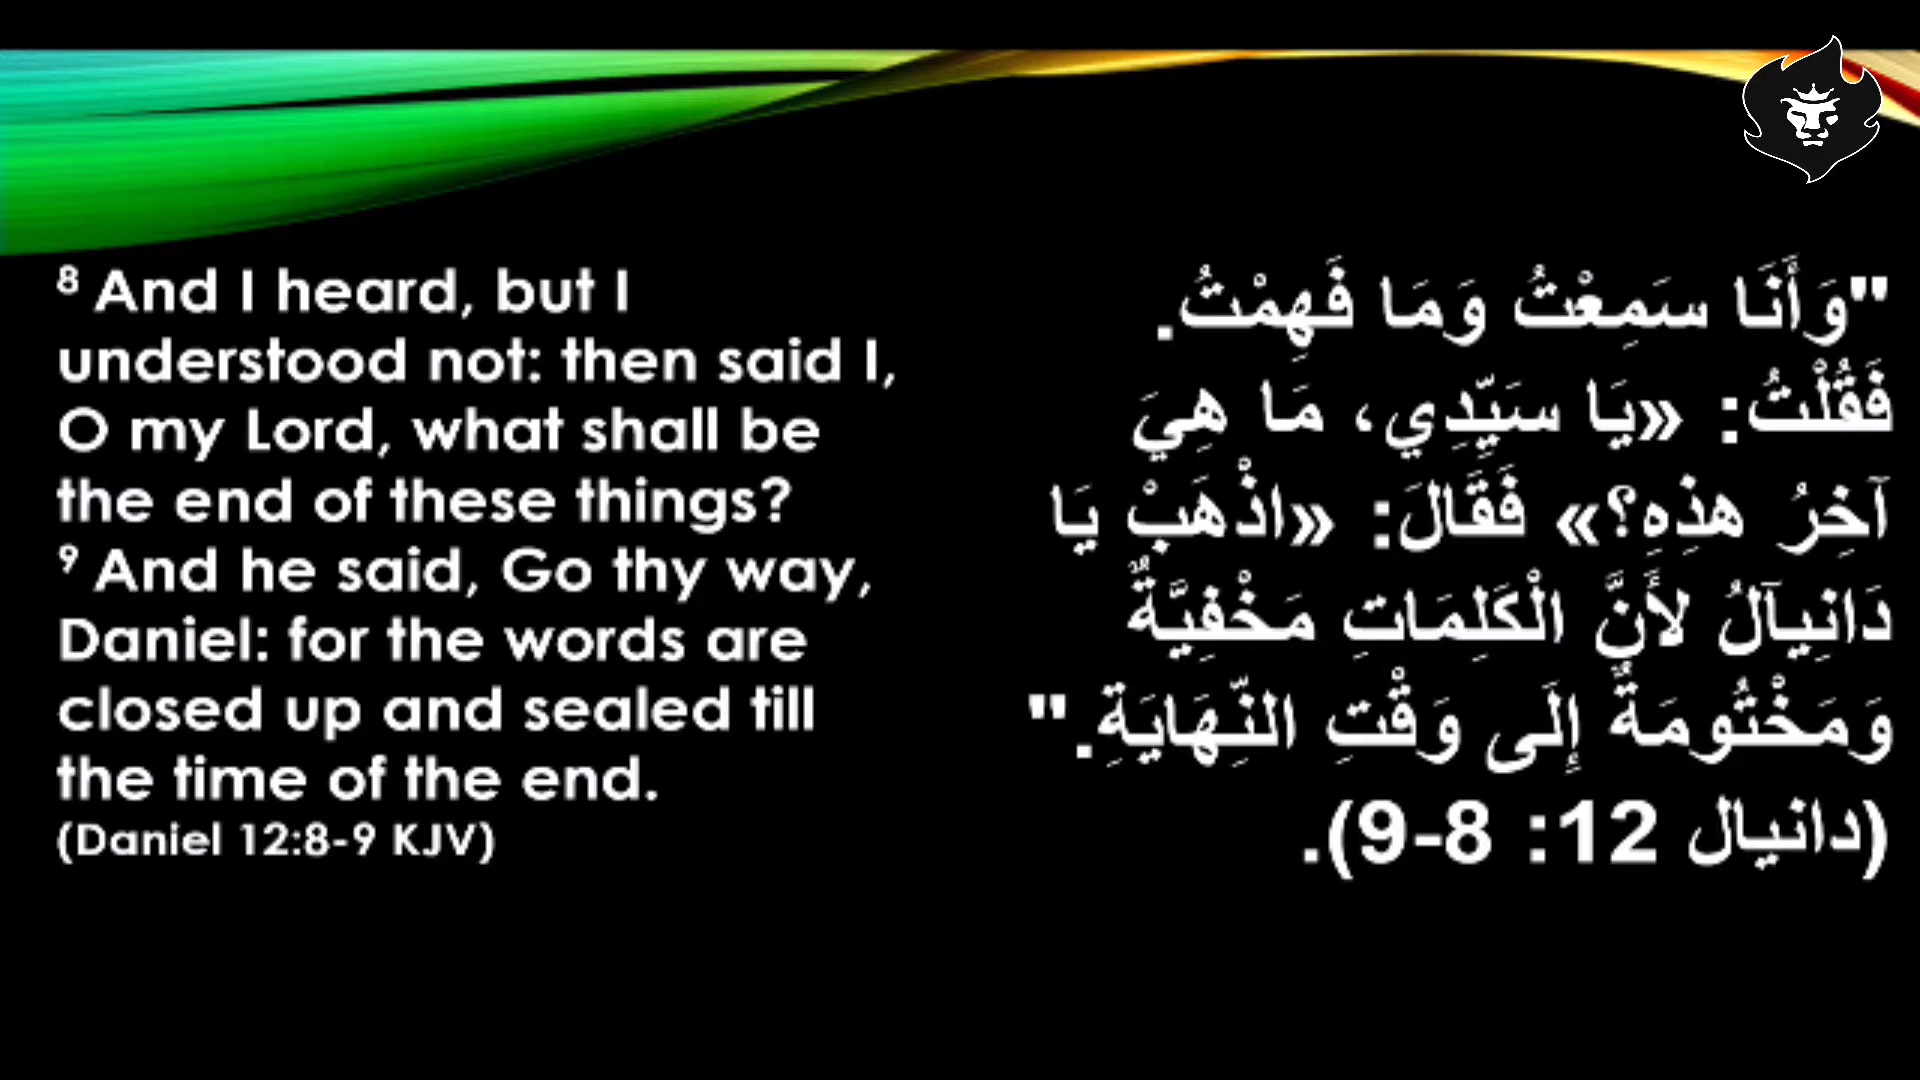 8 And I heard, but I
understood not: then said I,
O my Lord, what shall be
the end of these things?
9 And he said, Go thy way,
Daniel: for the words are
closed up and sealed till
the time of the end.
(Daniel 12:8-9 KJV)
"وَأَنَا سَمِعْتُ وَمَا فَهِمْتُ.
فَقُلْتُ: «يَا سَيِّدِي، مَا هِيَ
آخِرُ هذِهِ؟» فَقَالَ: «اذْهَبْ يَا
دَانِيآلُ لأَنَّ الْكَلِمَاتِ مَخْفِيَّةٌ
وَمَخْتُومَةٌ إِلَى وَقْتِ النِّهَايَةِ."
(دانيال 12: 8-9).